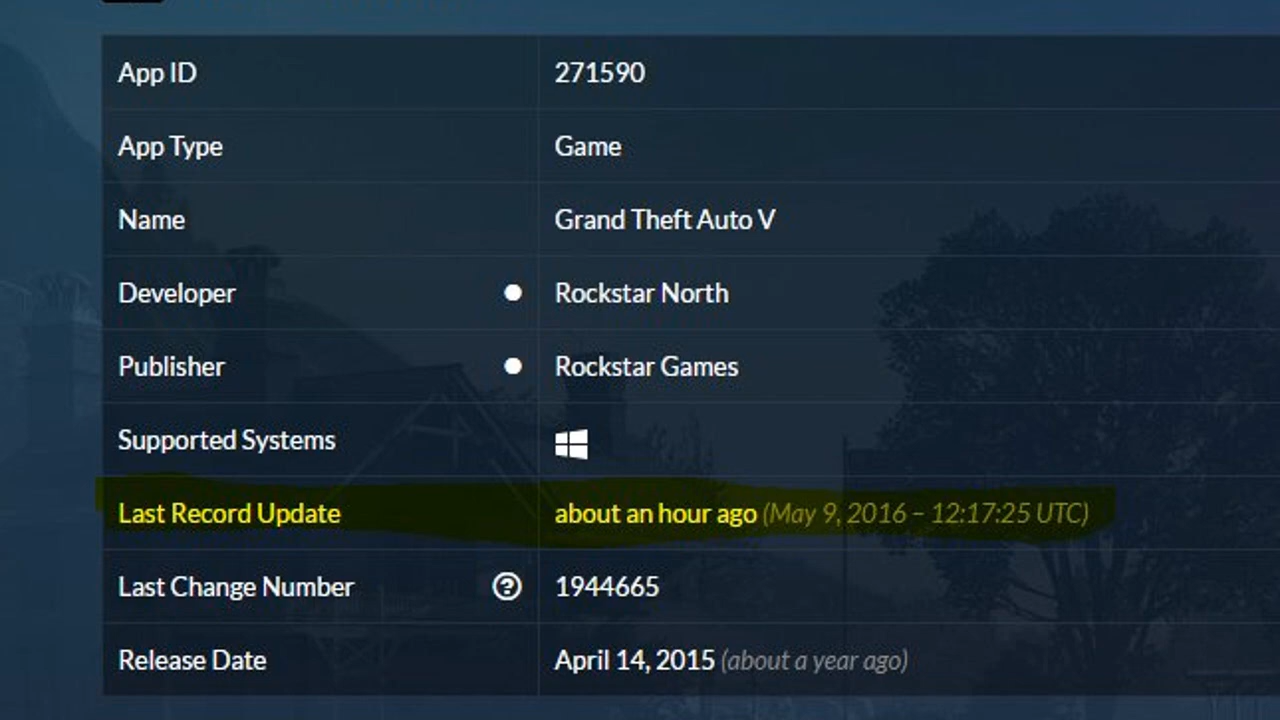 App ID 271590
App Type Game
Name Grand Theft Auto V
Developer Rockstar North
Publisher Rockstar Games
Supported Systems
Last Record Update about an hour ago (May 9, 2016 – 12:17:25 UTC)
Last Change Number ? 1944665
Release Date April 14, 2015 (about a year ago)